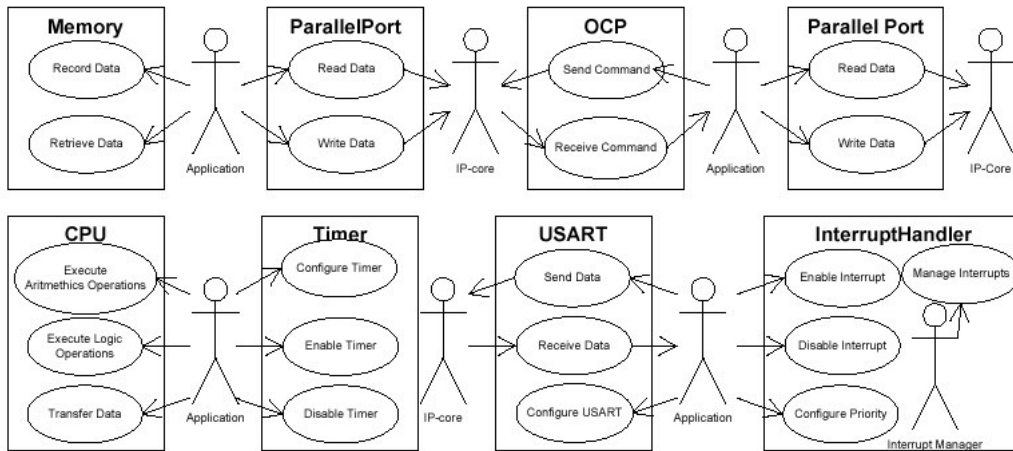 Memory
Record Data
Retrieve Data
Application
ParallelPort
Read Data
Write Data
IP-core
OCP
Send Command
Receive Command
Application
Parallel Port
Read Data
Write Data
IP-Core
CPU
Execute
Aritmethics Operations
Execute Logic
Operations
Transfer Data
Application
Timer
Configure Timer
Enable Timer
Disable Timer
IP-core
USART
Send Data
Receive Data
Configure USART
Application
InterruptHandler
Enable Interrupt
Manage Interrupts
Disable Interrupt
Configure Priority
Interrupt Manager